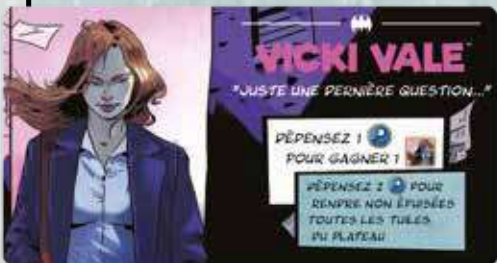 VICKI VALE
"JUSTE UNE DERNIÈRE QUESTION..."
DÉPENSEZ 1
POUR GAGNER 1
DÉPENSEZ 2 POUR
RENDRE NON ÉPUISÉES
TOUTES LES TUILES
DU PLATEAU